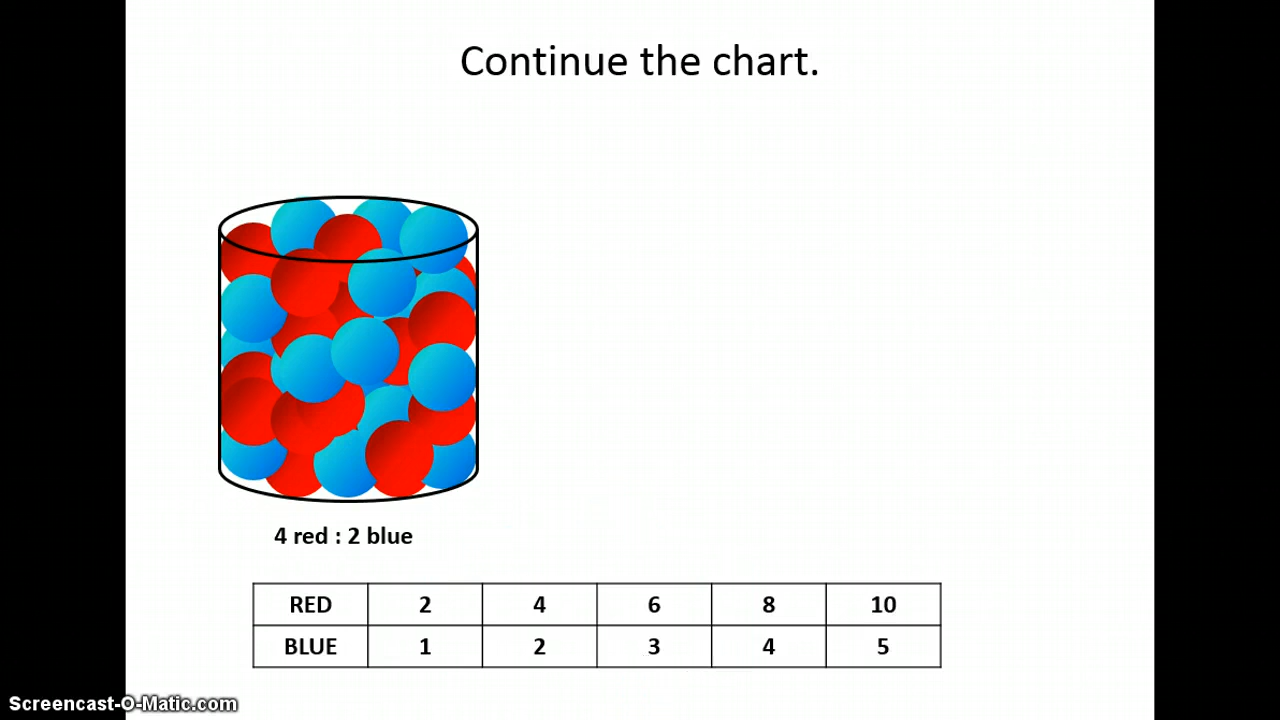 Continue the chart.
4 red : 2 blue
RED 2 4 6 8 10
BLUE 1 2 3 4 5
Screencast-O-Matic.com